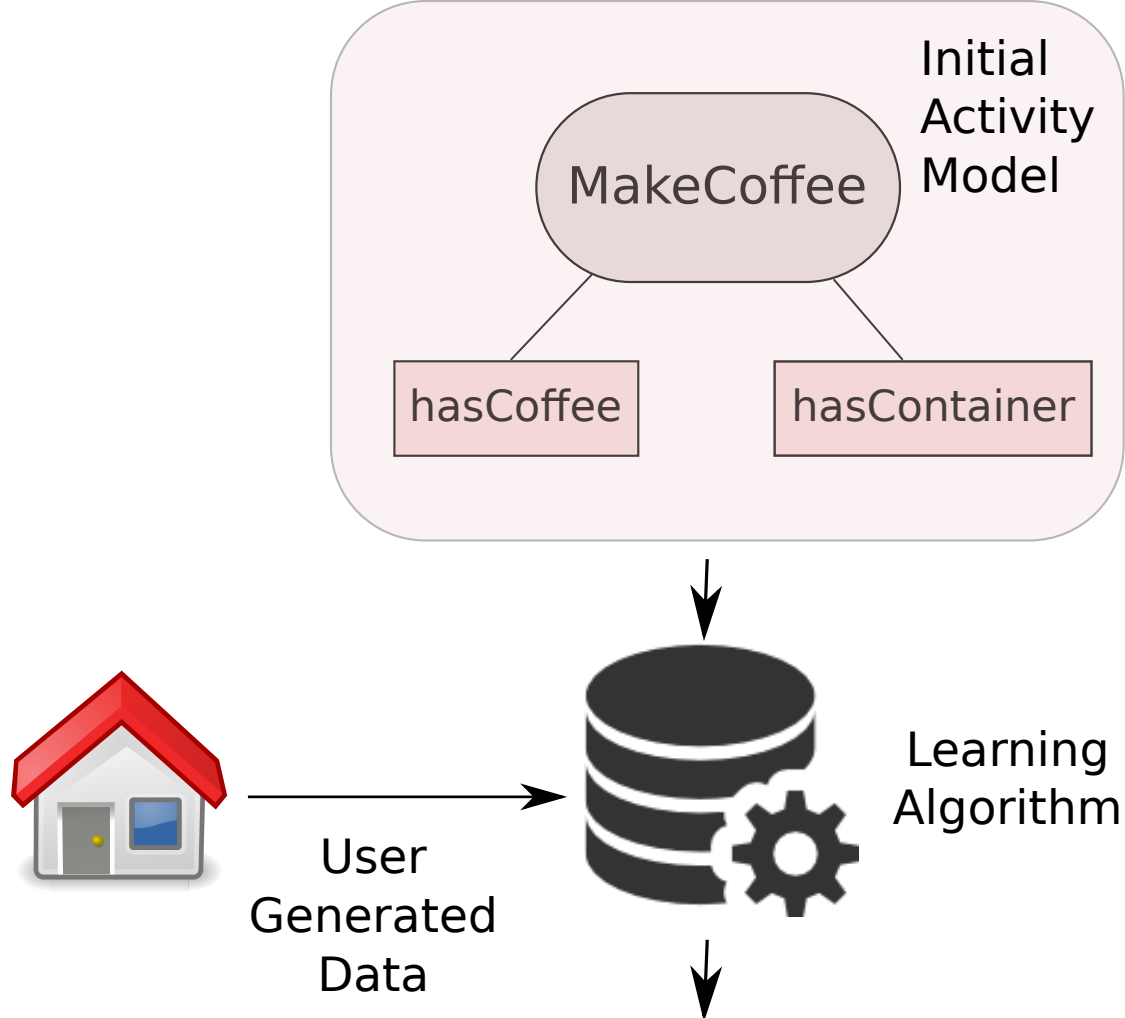 Initial
Activity
Model
MakeCoffee
hasCoffee
hasContainer
Learning
Algorithm
User
Generated
Data